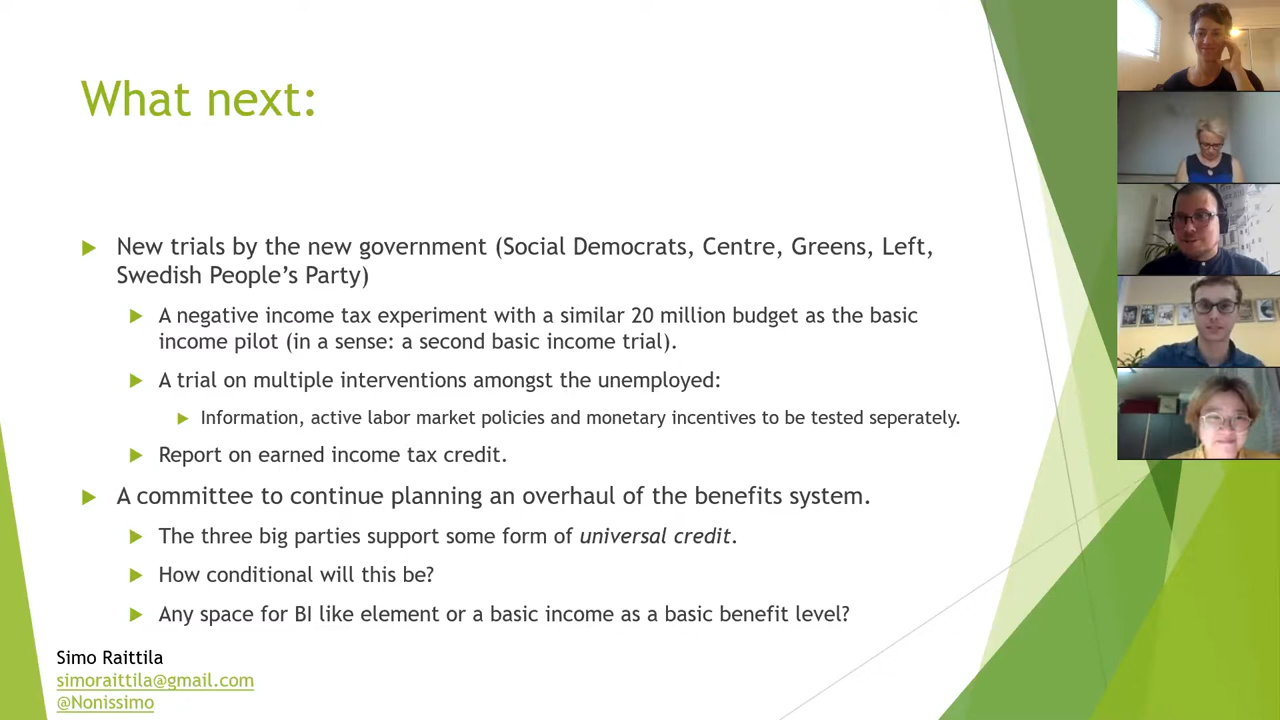 What next:
New trials by the new government (Social Democrats, Centre, Greens, Left,
Swedish People’s Party)
A negative income tax experiment with a similar 20 million budget as the basic
income pilot (in a sense: a second basic income trial).
A trial on multiple interventions amongst the unemployed:
Information, active labor market policies and monetary incentives to be tested seperately.
Report on earned income tax credit.
A committee to continue planning an overhaul of the benefits system.
The three big parties support some form of universal credit.
How conditional will this be?
Any space for BI like element or a basic income as a basic benefit level?
Simo Raittila
simoraittila@gmail.com
@Nonissimo